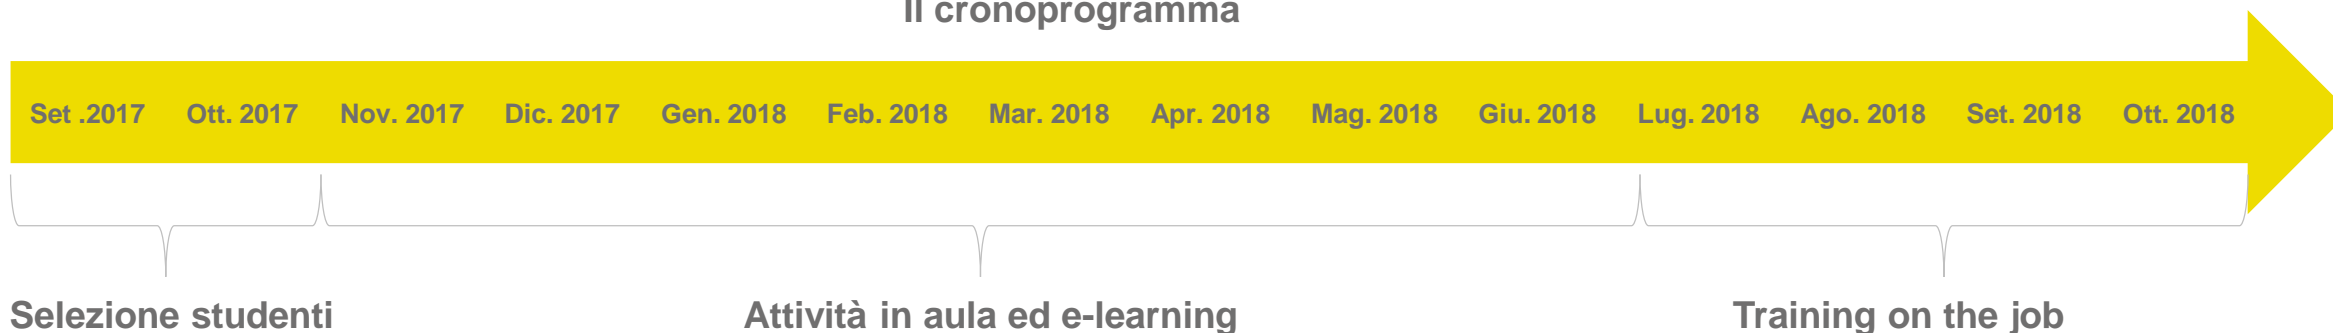 Il cronoprogramma
Set .2017 Ott. 2017 Nov. 2017 Dic. 2017 Gen. 2018 Feb. 2018 Mar. 2018 Apr. 2018 Mag. 2018 Giu. 2018 Lug. 2018 Ago. 2018 Set. 2018 Ott. 2018
Selezione studenti Attività in aula ed e-learning Training on the job